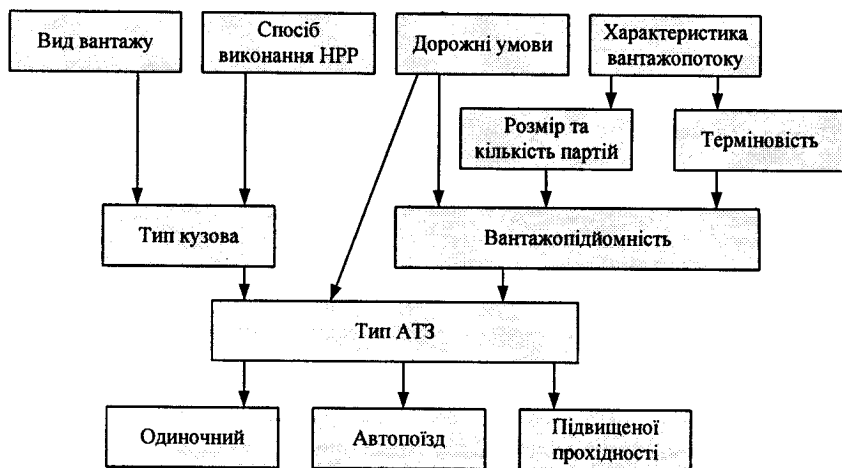 Вид вантажу
Спосіб
виконання НРР
Дорожні умови
Характеристика
вантажопотоку
Розмір та
кількість партій
Терміновість
Тип кузова
Вантажопідйомність
Тип АТЗ
Одиночний
Автопоїзд
Підвищеної
прохідності